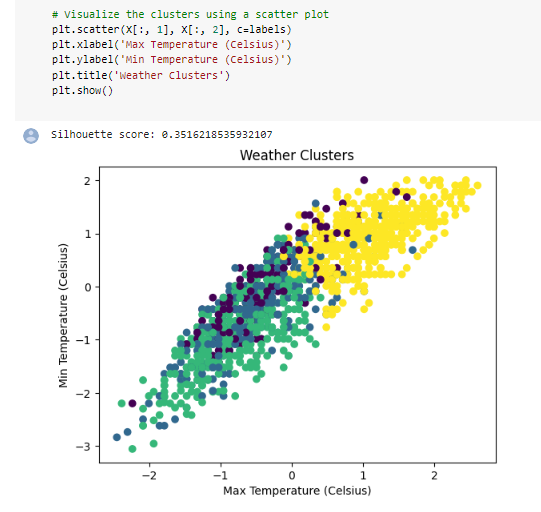 # Visualize the clusters using a scatter plot
plt.scatter(X[:, 1], X[:, 2], c=labels)
plt.xlabel('Max Temperature (Celsius)')
plt.ylabel('Min Temperature (Celsius)')
plt.title('Weather Clusters')
plt.show()
Silhouette score: 0.3516218535932107
Weather Clusters
2
1
0
−1
−2
−3
Min Temperature (Celsius)
−2 −1 0 1 2
Max Temperature (Celsius)